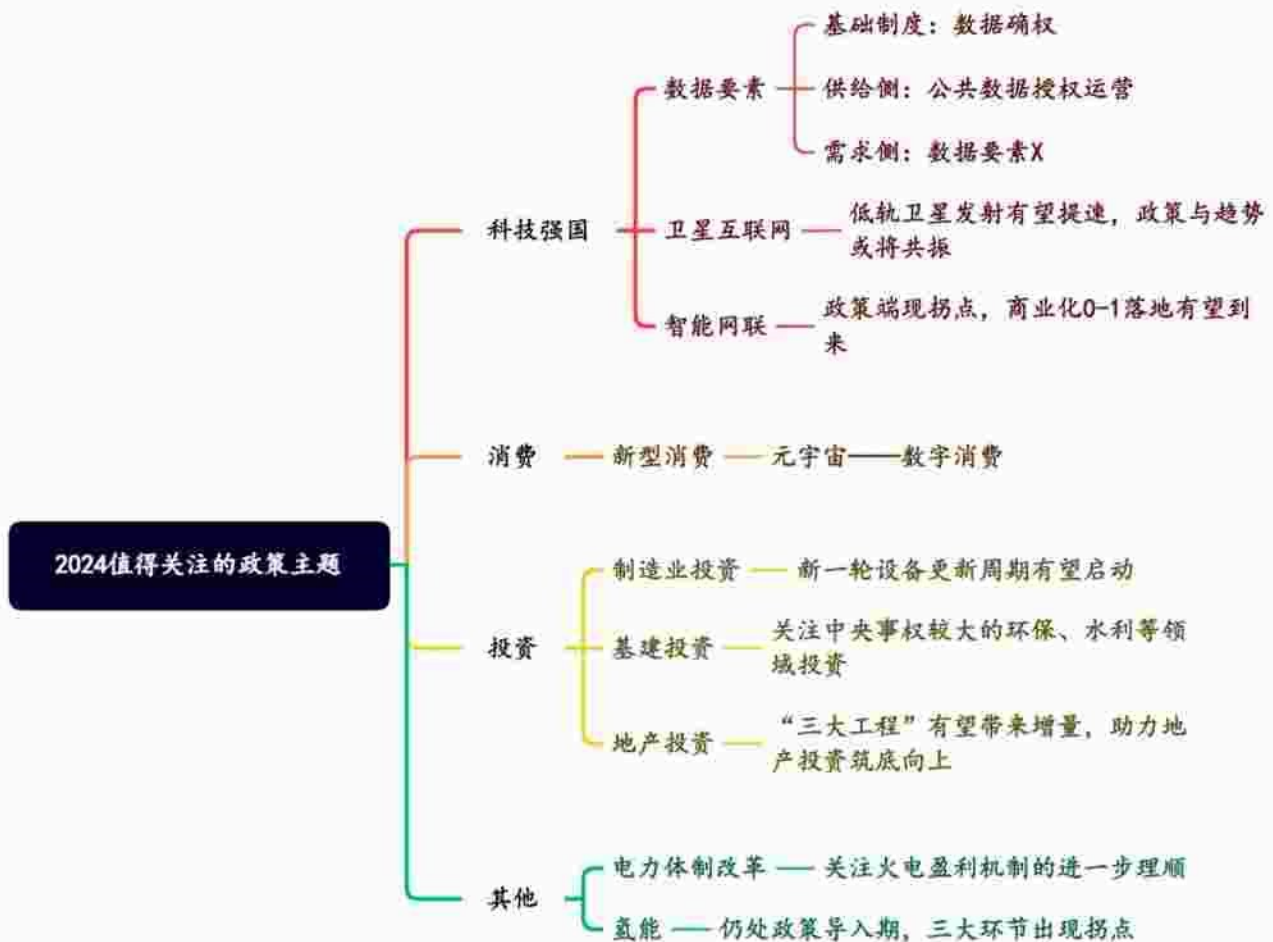 基础制度：数据确权
数据要素
供给侧：公共数据授权运营
需求侧：数据要素X
科技强国
卫星互联网
低轨卫星发射有望提速，政策与趋势
或将共振
智能网联
政策端现拐点，商业化0-1落地有望到
来
消费
新型消费
元宇宙
数字消费
2024值得关注的政策主题
制造业投资
新一轮设备更新周期有望启动
投资
基建投资
关注中央事权较大的环保、水利等领
域投资
地产投资
“三大工程”有望带来增量，助力地
产投资筑底向上
电力体制改革
关注火电盈利机制的进一步理顺
其他
氢能
仍处政策导入期，三大环节出现拐点